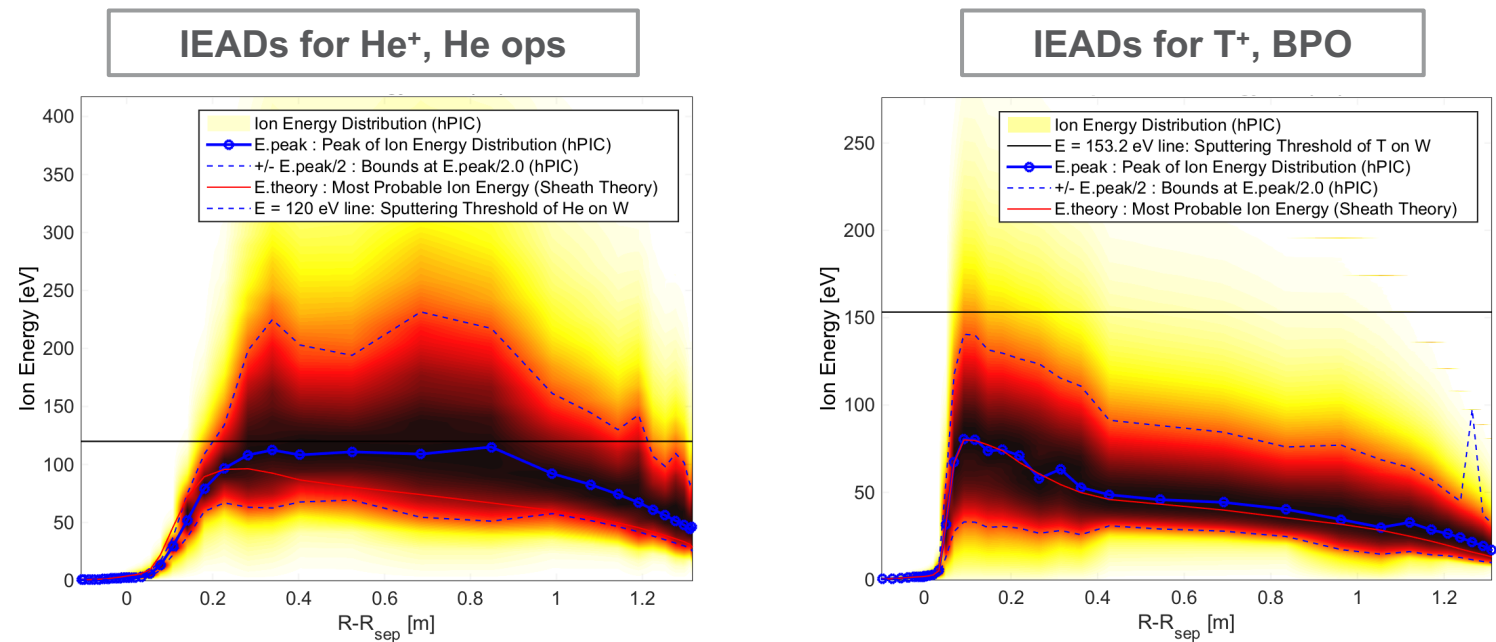 IEADs for He⁺, He ops
400
350
300
250
200
150
100
50
0
Ion Energy [eV]
Ion Energy Distribution (hPIC)
E.peak : Peak of Ion Energy Distribution (hPIC)
+/- E.peak/2 : Bounds at E.peak/2.0 (hPIC)
E.theory : Most Probable Ion Energy (Sheath Theory)
E = 120 eV line: Sputtering Threshold of He on W
0 0.2 0.4 0.6 0.8 1 1.2
R-R_sep [m]
IEADs for T⁺, BPO
250
200
150
100
50
0
Ion Energy [eV]
Ion Energy Distribution (hPIC)
E = 153.2 eV line: Sputtering Threshold of T on W
E.peak: Peak of Ion Energy Distribution (hPIC)
+/- E.peak/2 : Bounds at E.peak/2.0 (hPIC)
E.theory : Most Probable Ion Energy (Sheath Theory)
0 0.2 0.4 0.6 0.8 1 1.2
R-R_sep [m]